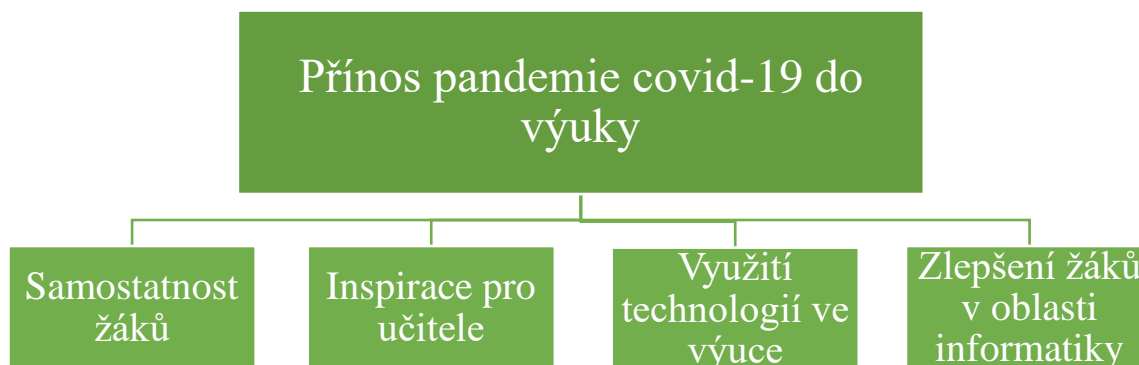 Přínos pandemie covid-19 do
výuky
Samostatnost
žáků
Inspirace pro
učitele
Využití
technologií ve
výuce
Zlepšení žáků
v oblasti
informatiky